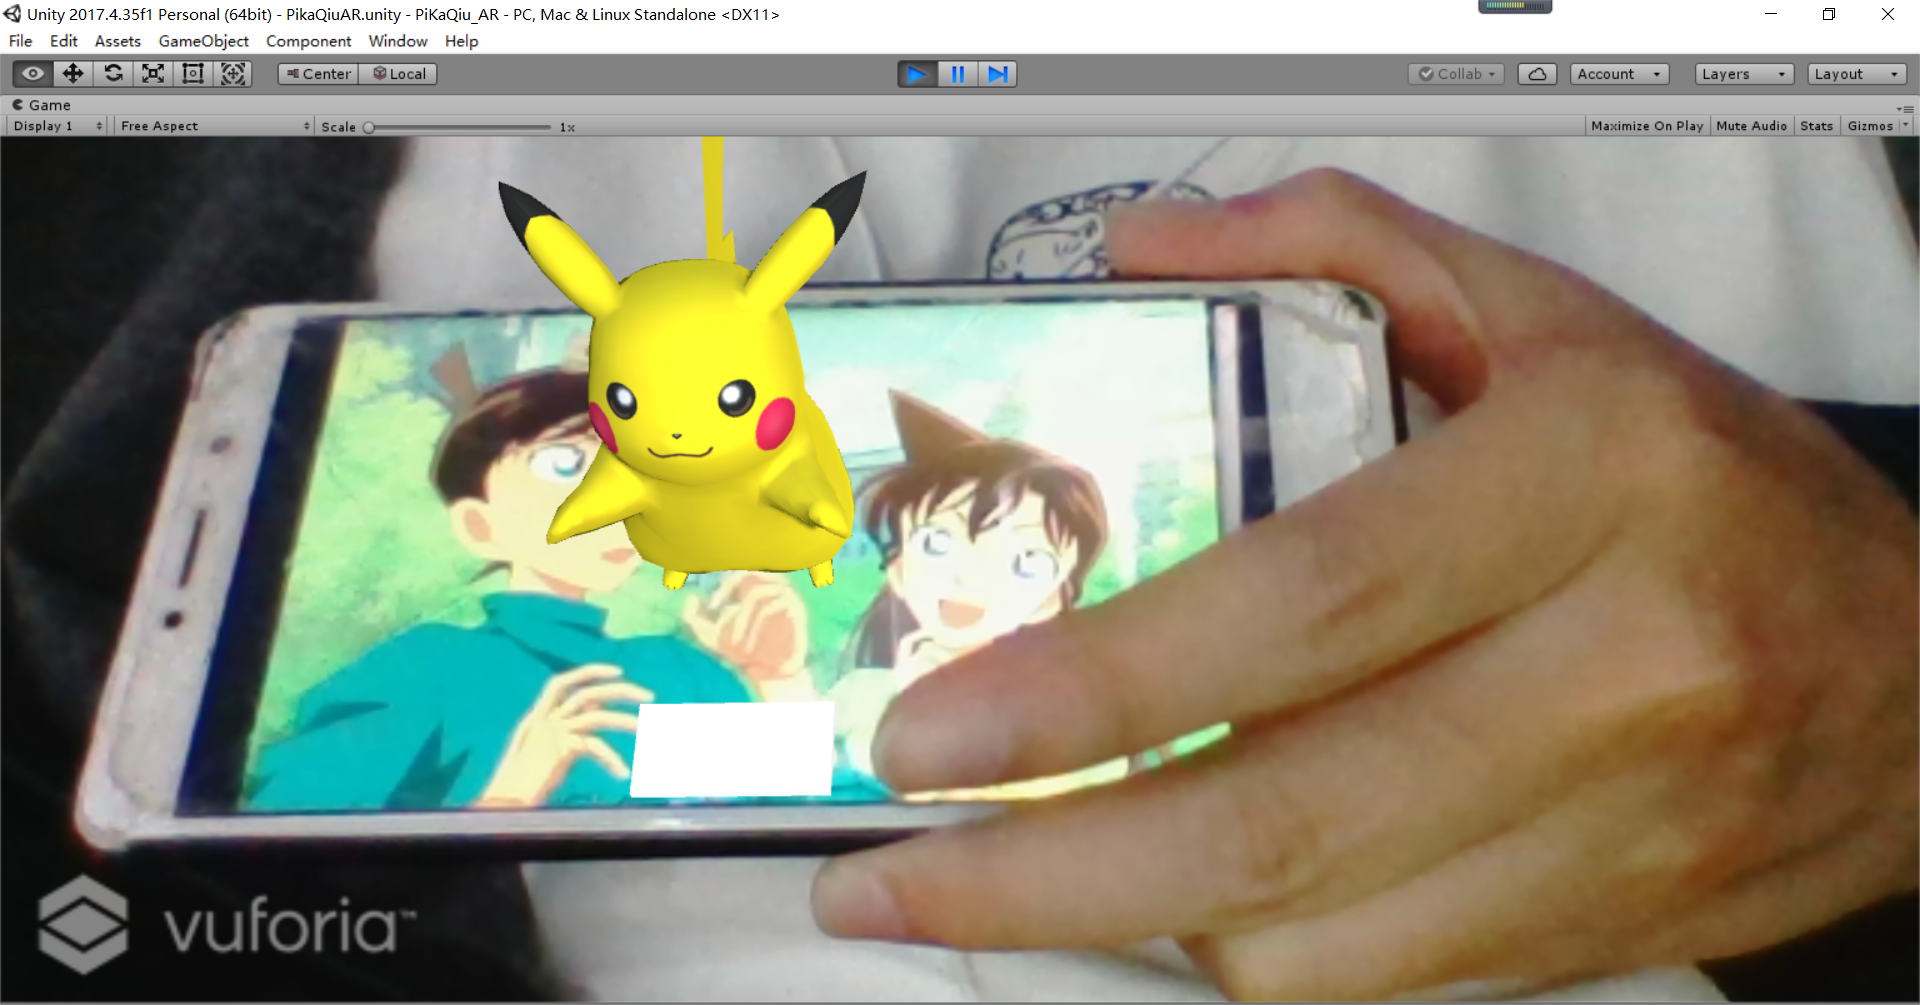 Unity 2017.4.35f1 Personal (64bit) - PikaQiuAR.unity - PiKaQiu_AR - PC, Mac & Linux Standalone <DX11>
File Edit Assets GameObject Component Window Help
Center Local Collab Account Layers Layout
Game
Display 1 Free Aspect Scale 1x Maximize On Play Mute Audio Stats Gizmos
vuforia™